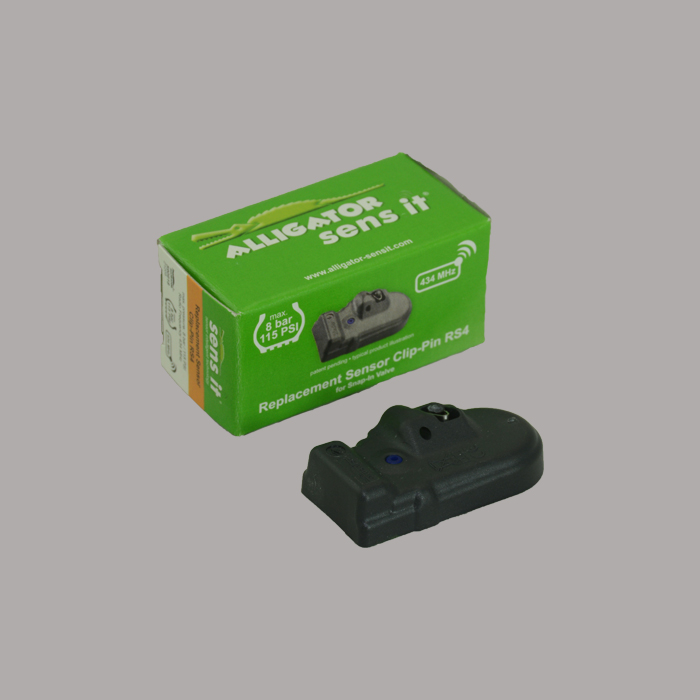 ALLIGATOR
sens it®
www.alligator-sensit.com
434 MHz
max.
8 bar
115 PSI
patent pending • typical product illustration
Replacement Sensor Clip-Pin RS4
for Snap-In Valve
sens it
Replacement Sensor
Clip-Pin RS4